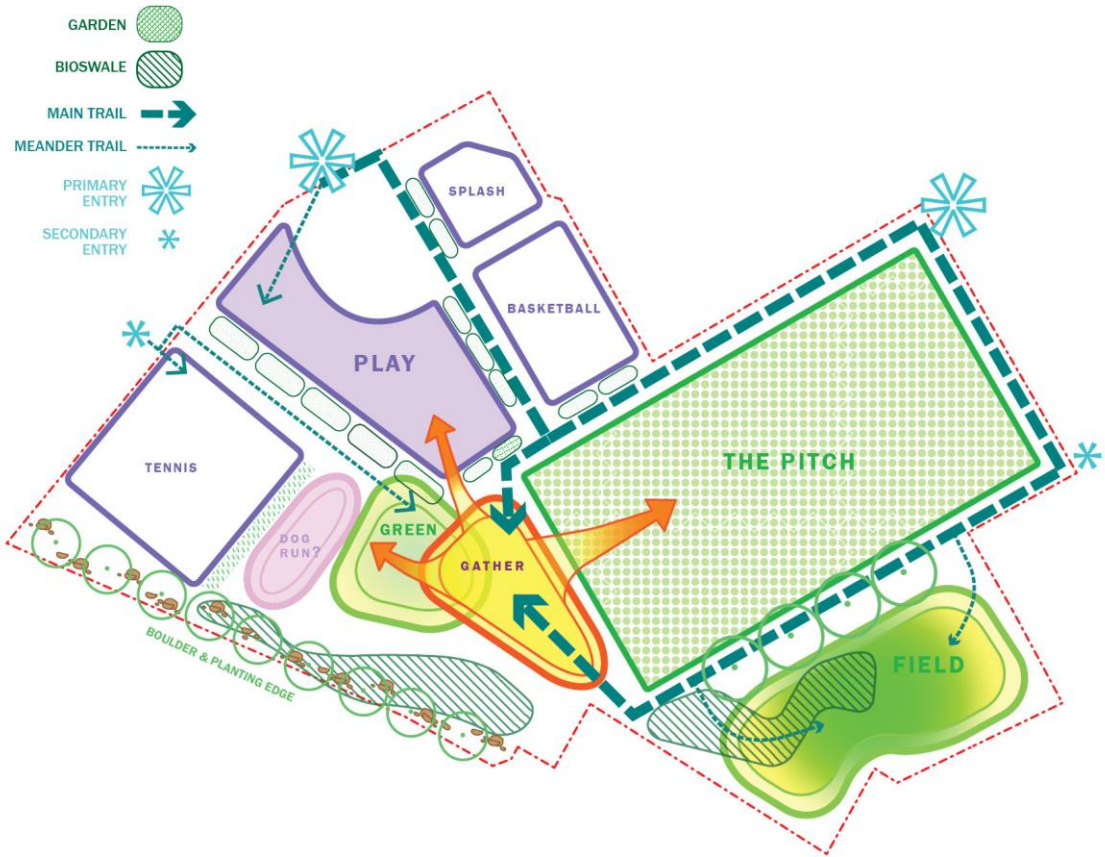 GARDEN
BIOSWALE
MAIN TRAIL
MEANDER TRAIL
PRIMARY
ENTRY
SECONDARY
ENTRY
SPLASH
BASKETBALL
PLAY
TENNIS
THE PITCH
DOG
RUN?
GREEN
GATHER
FIELD
BOULDER & PLANTING EDGE